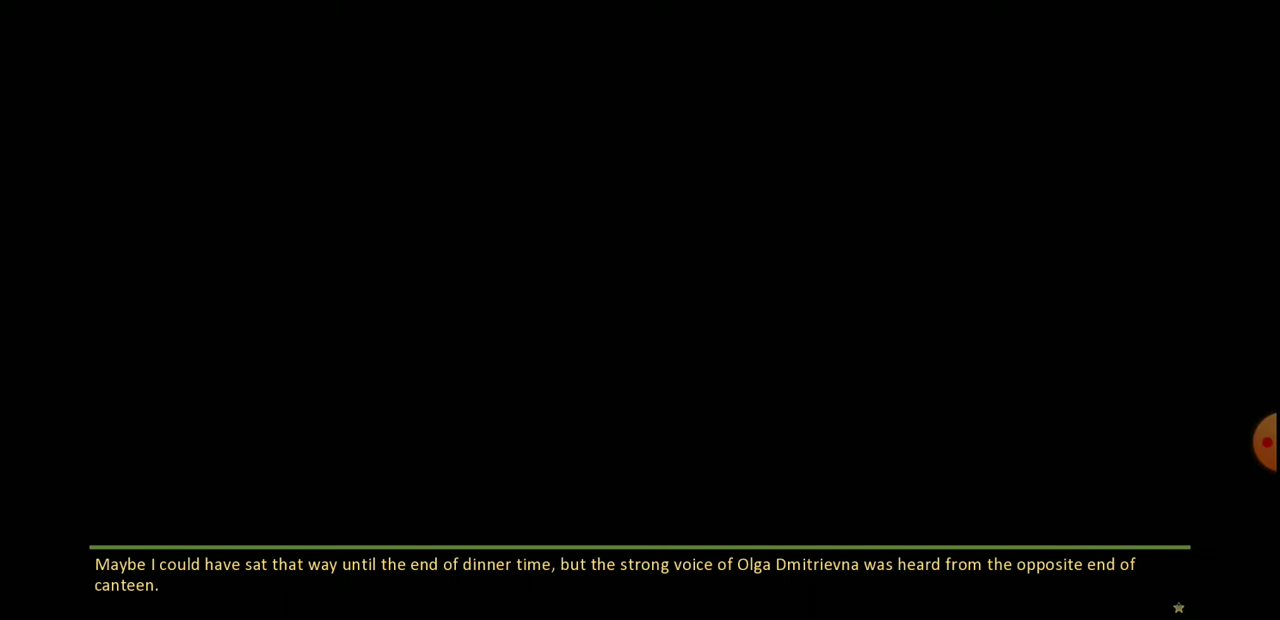 Maybe I could have sat that way until the end of dinner time, but the strong voice of Olga Dmitrievna was heard from the opposite end of
canteen.